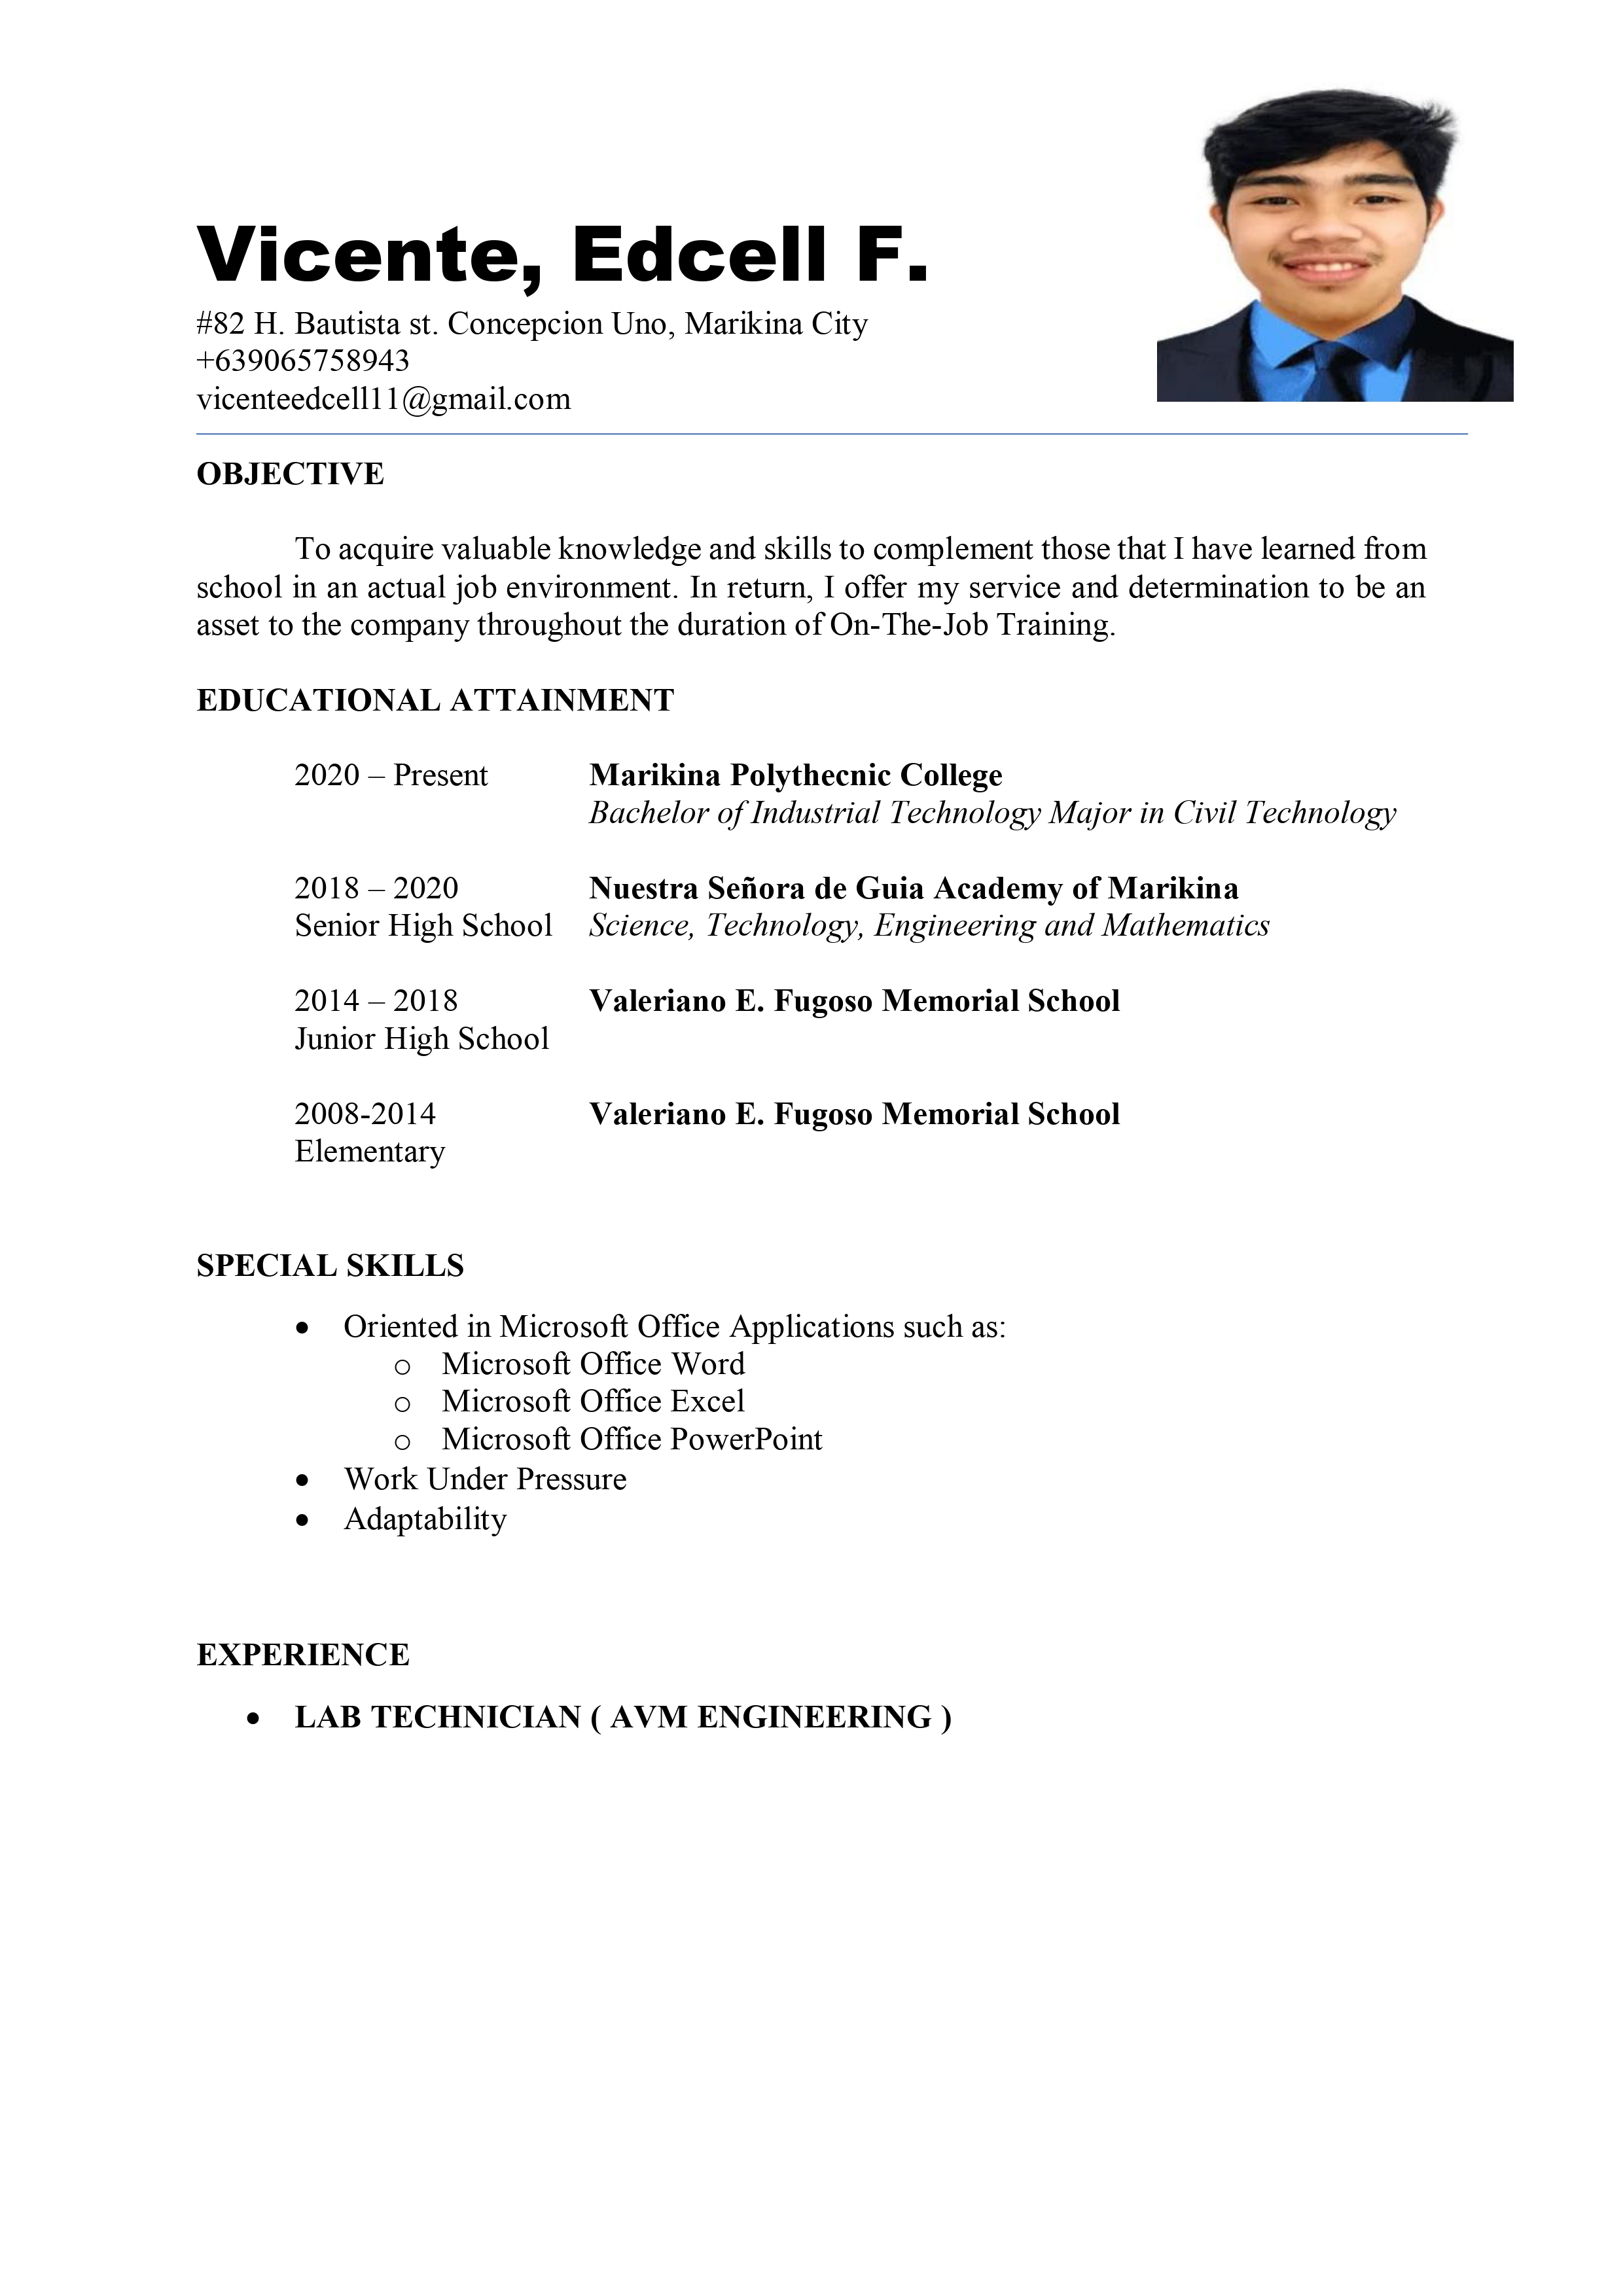 Vicente, Edcell F.
#82 H. Bautista st. Concepcion Uno, Marikina City
+639065758943
vicenteedcell11@gmail.com
OBJECTIVE
To acquire valuable knowledge and skills to complement those that I have learned from
school in an actual job environment. In return, I offer my service and determination to be an
asset to the company throughout the duration of On-The-Job Training.
EDUCATIONAL ATTAINMENT
2020 – Present Marikina Polythecnic College
Bachelor of Industrial Technology Major in Civil Technology
2018 – 2020 Nuestra Señora de Guia Academy of Marikina
Senior High School Science, Technology, Engineering and Mathematics
2014 – 2018 Valeriano E. Fugoso Memorial School
Junior High School
2008-2014 Valeriano E. Fugoso Memorial School
Elementary
SPECIAL SKILLS
• Oriented in Microsoft Office Applications such as:
o Microsoft Office Word
o Microsoft Office Excel
o Microsoft Office PowerPoint
• Work Under Pressure
• Adaptability
EXPERIENCE
• LAB TECHNICIAN ( AVM ENGINEERING )